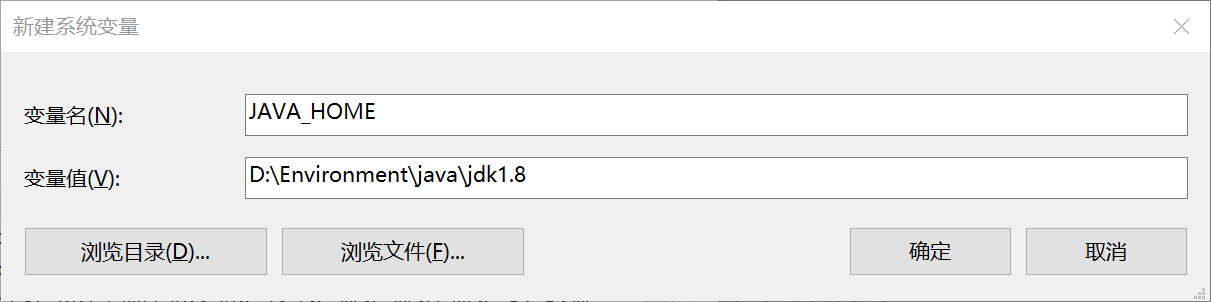 新建系统变量
变量名(N):
JAVA_HOME
变量值(V):
D:\Environment\java\jdk1.8
浏览目录(D)...
浏览文件(F)...
确定
取消